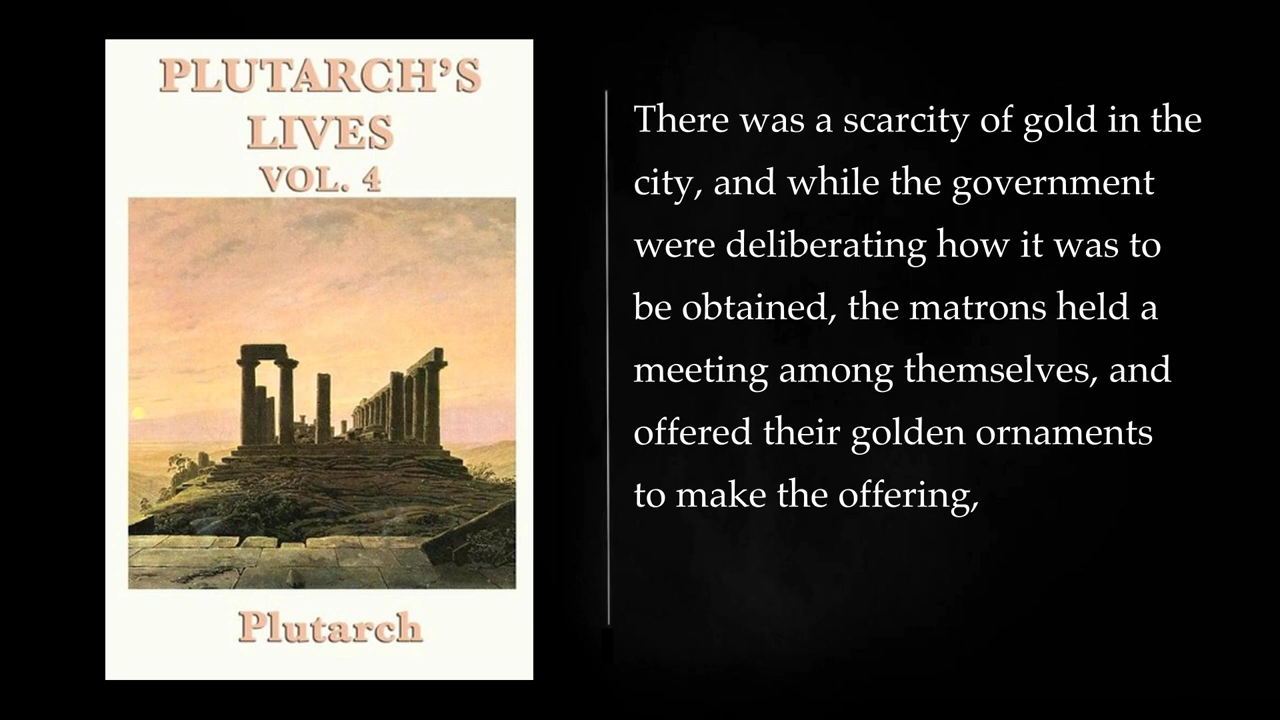 PLUTARCH'S
LIVES
VOL. 4
Plutarch
There was a scarcity of gold in the
city, and while the government
were deliberating how it was to
be obtained, the matrons held a
meeting among themselves, and
offered their golden ornaments
to make the offering,